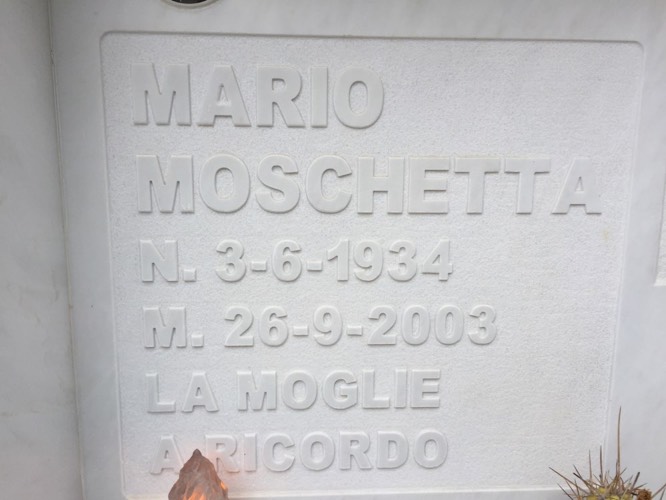 MARIO
MOSCHETTA
N. 3-6-1934
M. 26-9-2003
LA MOGLIE
A RICORDO